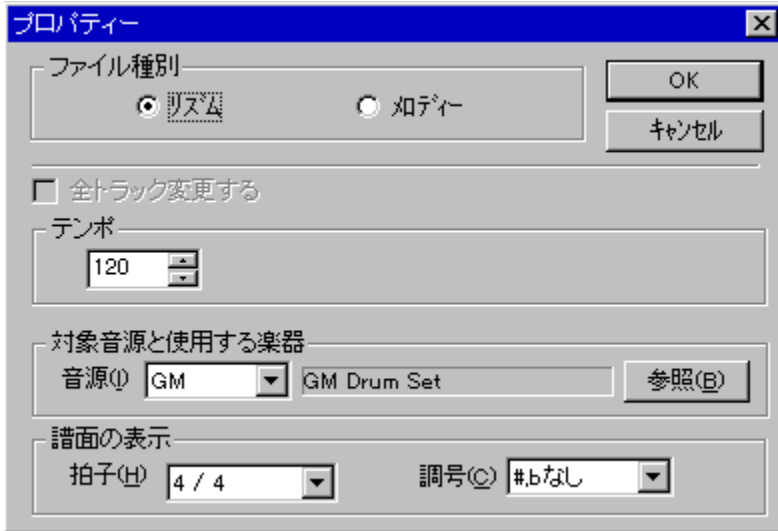 プロパティー
ファイル種別
リズム メロディー
OK
キャンセル
全トラック変更する
テンポ
120
対象音源と使用する楽器
音源(I) GM GM Drum Set 参照(B)
譜面の表示
拍子(H) 4 / 4 調号(C) #,bなし